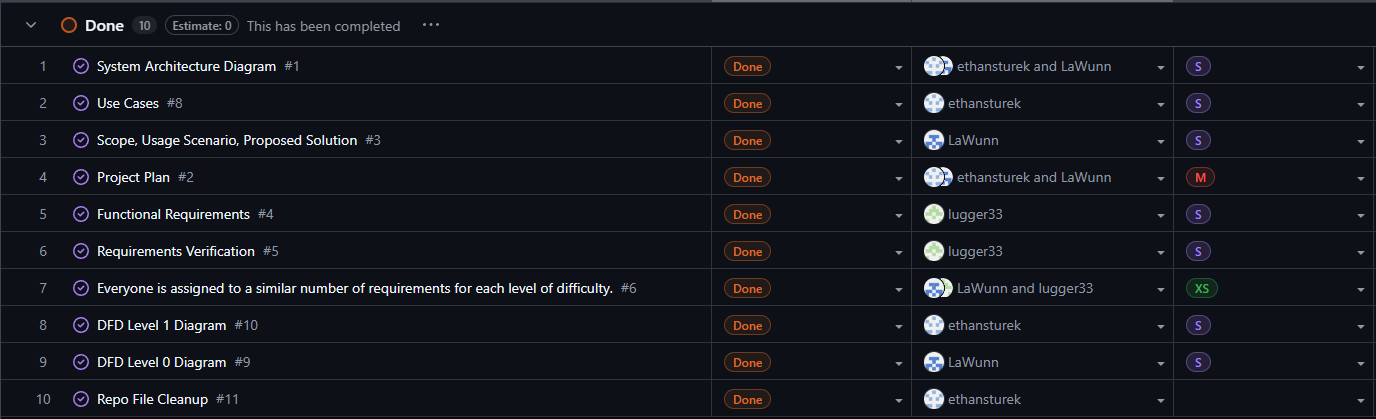 Done 10 Estimate: 0 This has been completed ...
1 System Architecture Diagram #1 Done ethansturek and LaWunn S
2 Use Cases #8 Done ethansturek S
3 Scope, Usage Scenario, Proposed Solution #3 Done LaWunn S
4 Project Plan #2 Done ethansturek and LaWunn M
5 Functional Requirements #4 Done lugger33 S
6 Requirements Verification #5 Done lugger33 S
7 Everyone is assigned to a similar number of requirements for each level of difficulty. #6 Done LaWunn and lugger33 XS
8 DFD Level 1 Diagram #10 Done ethansturek S
9 DFD Level 0 Diagram #9 Done LaWunn S
10 Repo File Cleanup #11 Done ethansturek